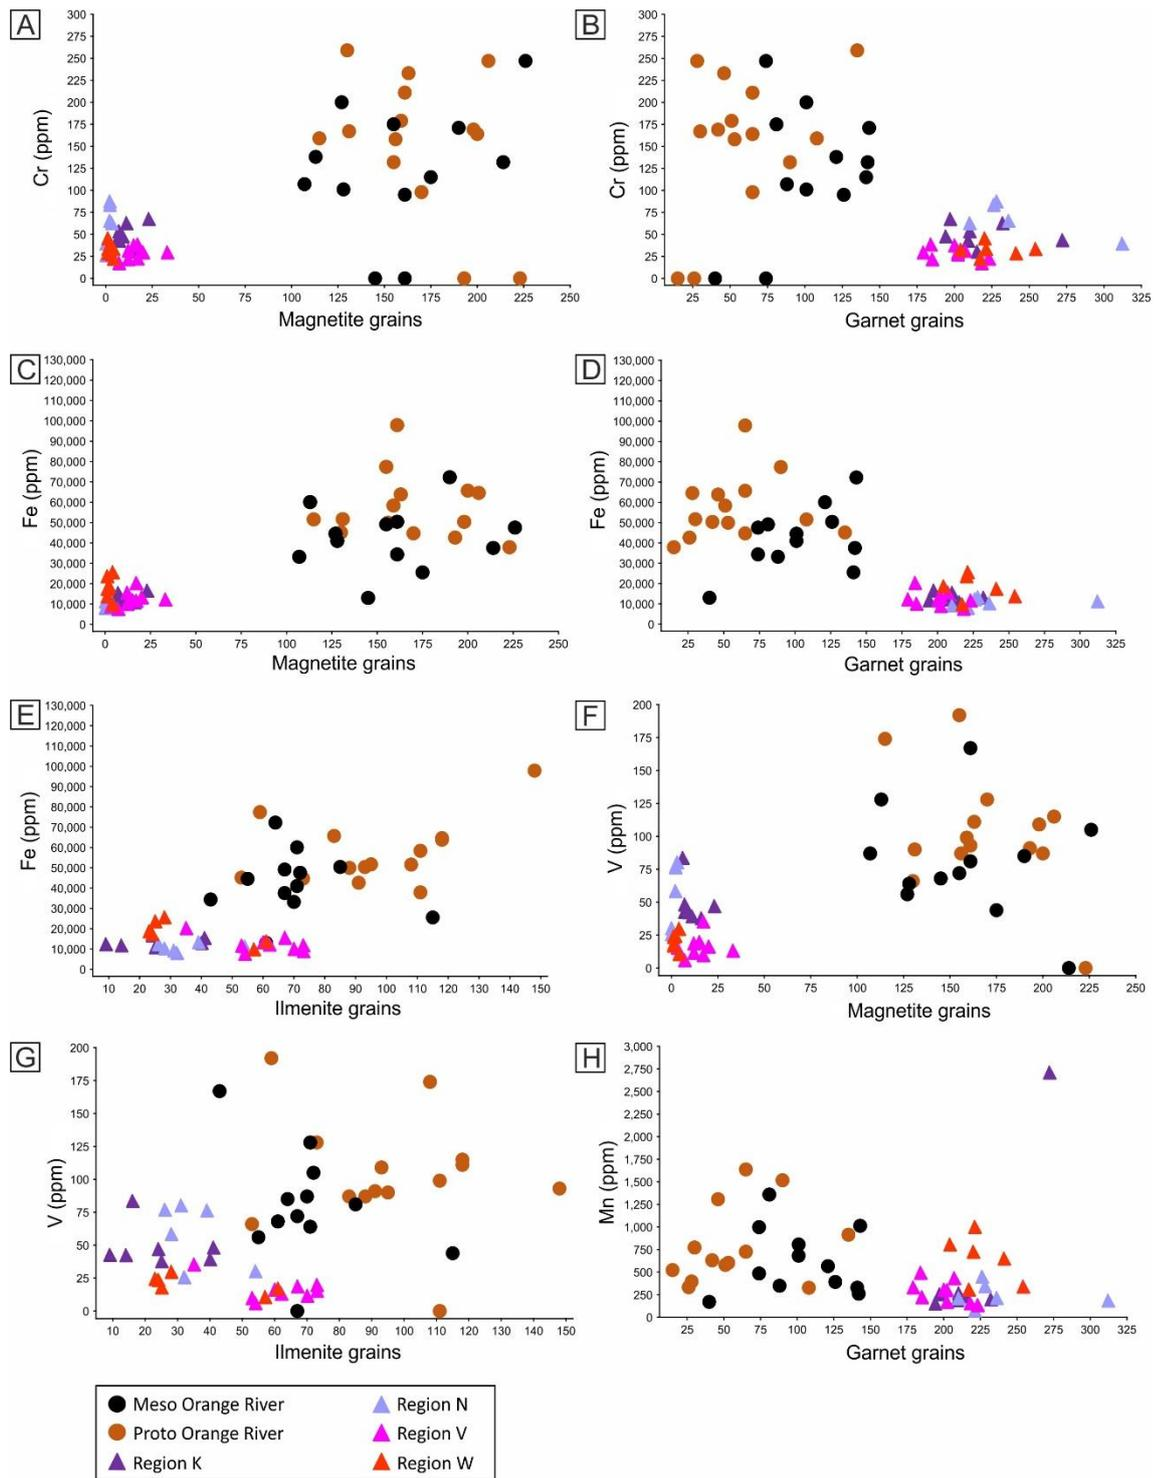 A
300
275
250
225
200
175
150
125
100
75
50
25
0
Cr (ppm)
0 25 50 75 100 125 150 175 200 225 250
Magnetite grains
B
300
275
250
225
200
175
150
125
100
75
50
25
0
Cr (ppm)
25 50 75 100 125 150 175 200 225 250 275 300 325
Garnet grains
C
130,000
120,000
110,000
100,000
90,000
80,000
70,000
60,000
50,000
40,000
30,000
20,000
10,000
0
Fe (ppm)
0 25 50 75 100 125 150 175 200 225 250
Magnetite grains
D
130,000
120,000
110,000
100,000
90,000
80,000
70,000
60,000
50,000
40,000
30,000
20,000
10,000
0
Fe (ppm)
25 50 75 100 125 150 175 200 225 250 275 300 325
Garnet grains
E
130,000
120,000
110,000
100,000
90,000
80,000
70,000
60,000
50,000
40,000
30,000
20,000
10,000
0
Fe (ppm)
10 20 30 40 50 60 70 80 90 100 110 120 130 140 150
Ilmenite grains
F
200
175
150
125
100
75
50
25
0
V (ppm)
0 25 50 75 100 125 150 175 200 225 250
Magnetite grains
G
200
175
150
125
100
75
50
25
0
V (ppm)
10 20 30 40 50 60 70 80 90 100 110 120 130 140 150
Ilmenite grains
H
3,000
2,750
2,500
2,250
2,000
1,750
1,500
1,250
1,000
750
500
250
0
Mn (ppm)
25 50 75 100 125 150 175 200 225 250 275 300 325
Garnet grains
Meso Orange River
Proto Orange River
Region K
Region N
Region V
Region W